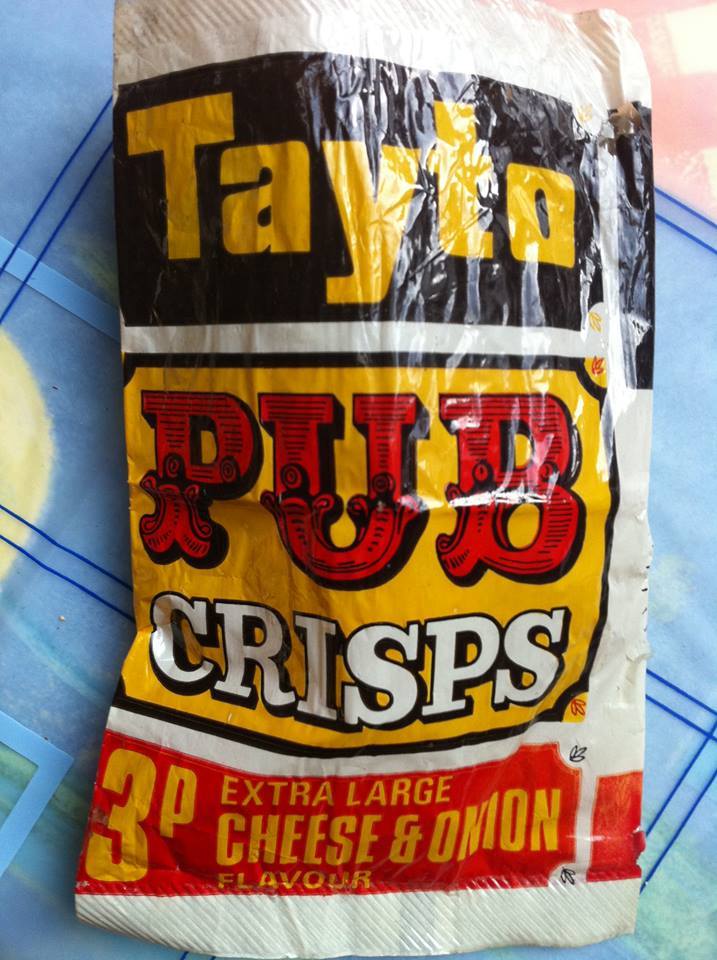 Tayto
PUB
CRISPS
3P
EXTRA LARGE
CHEESE & ONION
FLAVOUR